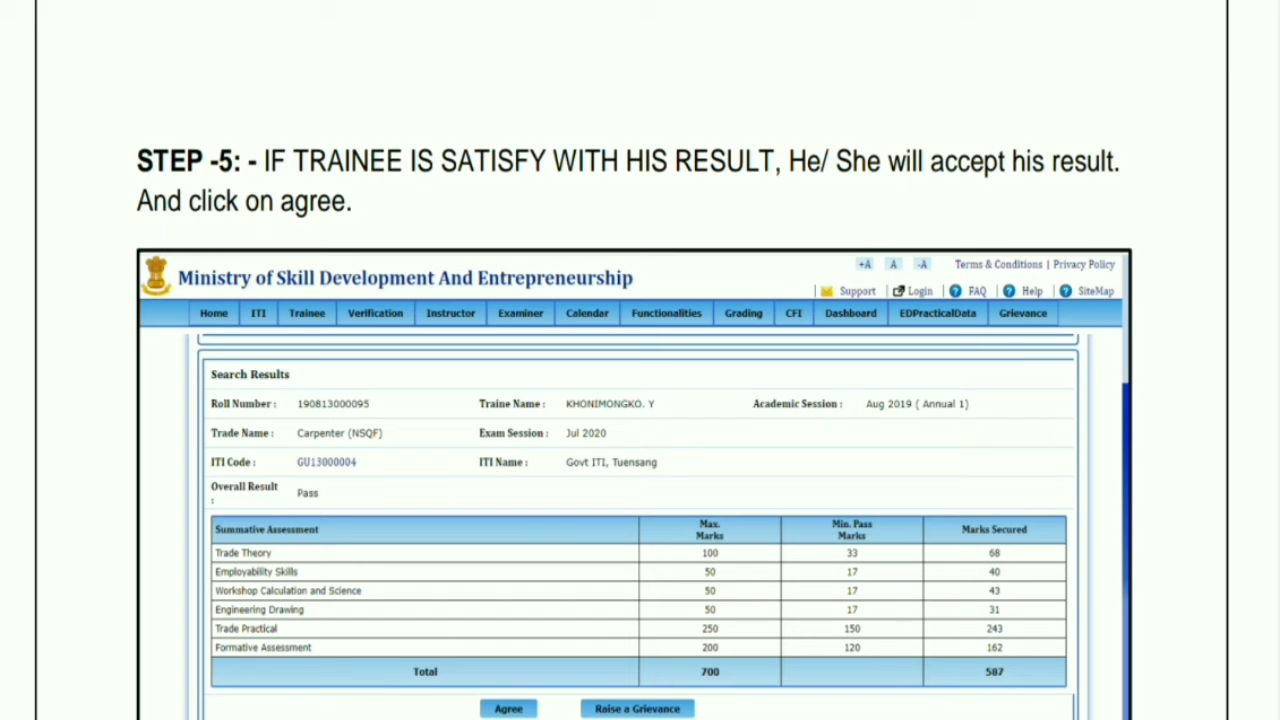 STEP -5: - IF TRAINEE IS SATISFY WITH HIS RESULT, He/ She will accept his result.
And click on agree.
+A A -A Terms & Conditions | Privacy Policy
Ministry of Skill Development And Entrepreneurship
| Support | Login | FAQ | Help | SiteMap
Home ITI Trainee Verification Instructor Examiner Calendar Functionalities Grading CFI Dashboard EDPracticalData Grievance
Search Results
Roll Number : 190813000095 Traine Name : KHONIMONGKO. Y Academic Session : Aug 2019 ( Annual 1)
Trade Name : Carpenter (NSQF) Exam Session : Jul 2020
ITI Code : GU13000004 ITI Name : Govt ITI, Tuensang
Overall Result
: Pass
Summative Assessment Max. Marks Min. Pass Marks Marks Secured
Trade Theory 100 33 68
Employability Skills 50 17 40
Workshop Calculation and Science 50 17 43
Engineering Drawing 50 17 31
Trade Practical 250 150 243
Formative Assessment 200 120 162
Total 700 587
Agree Raise a Grievance